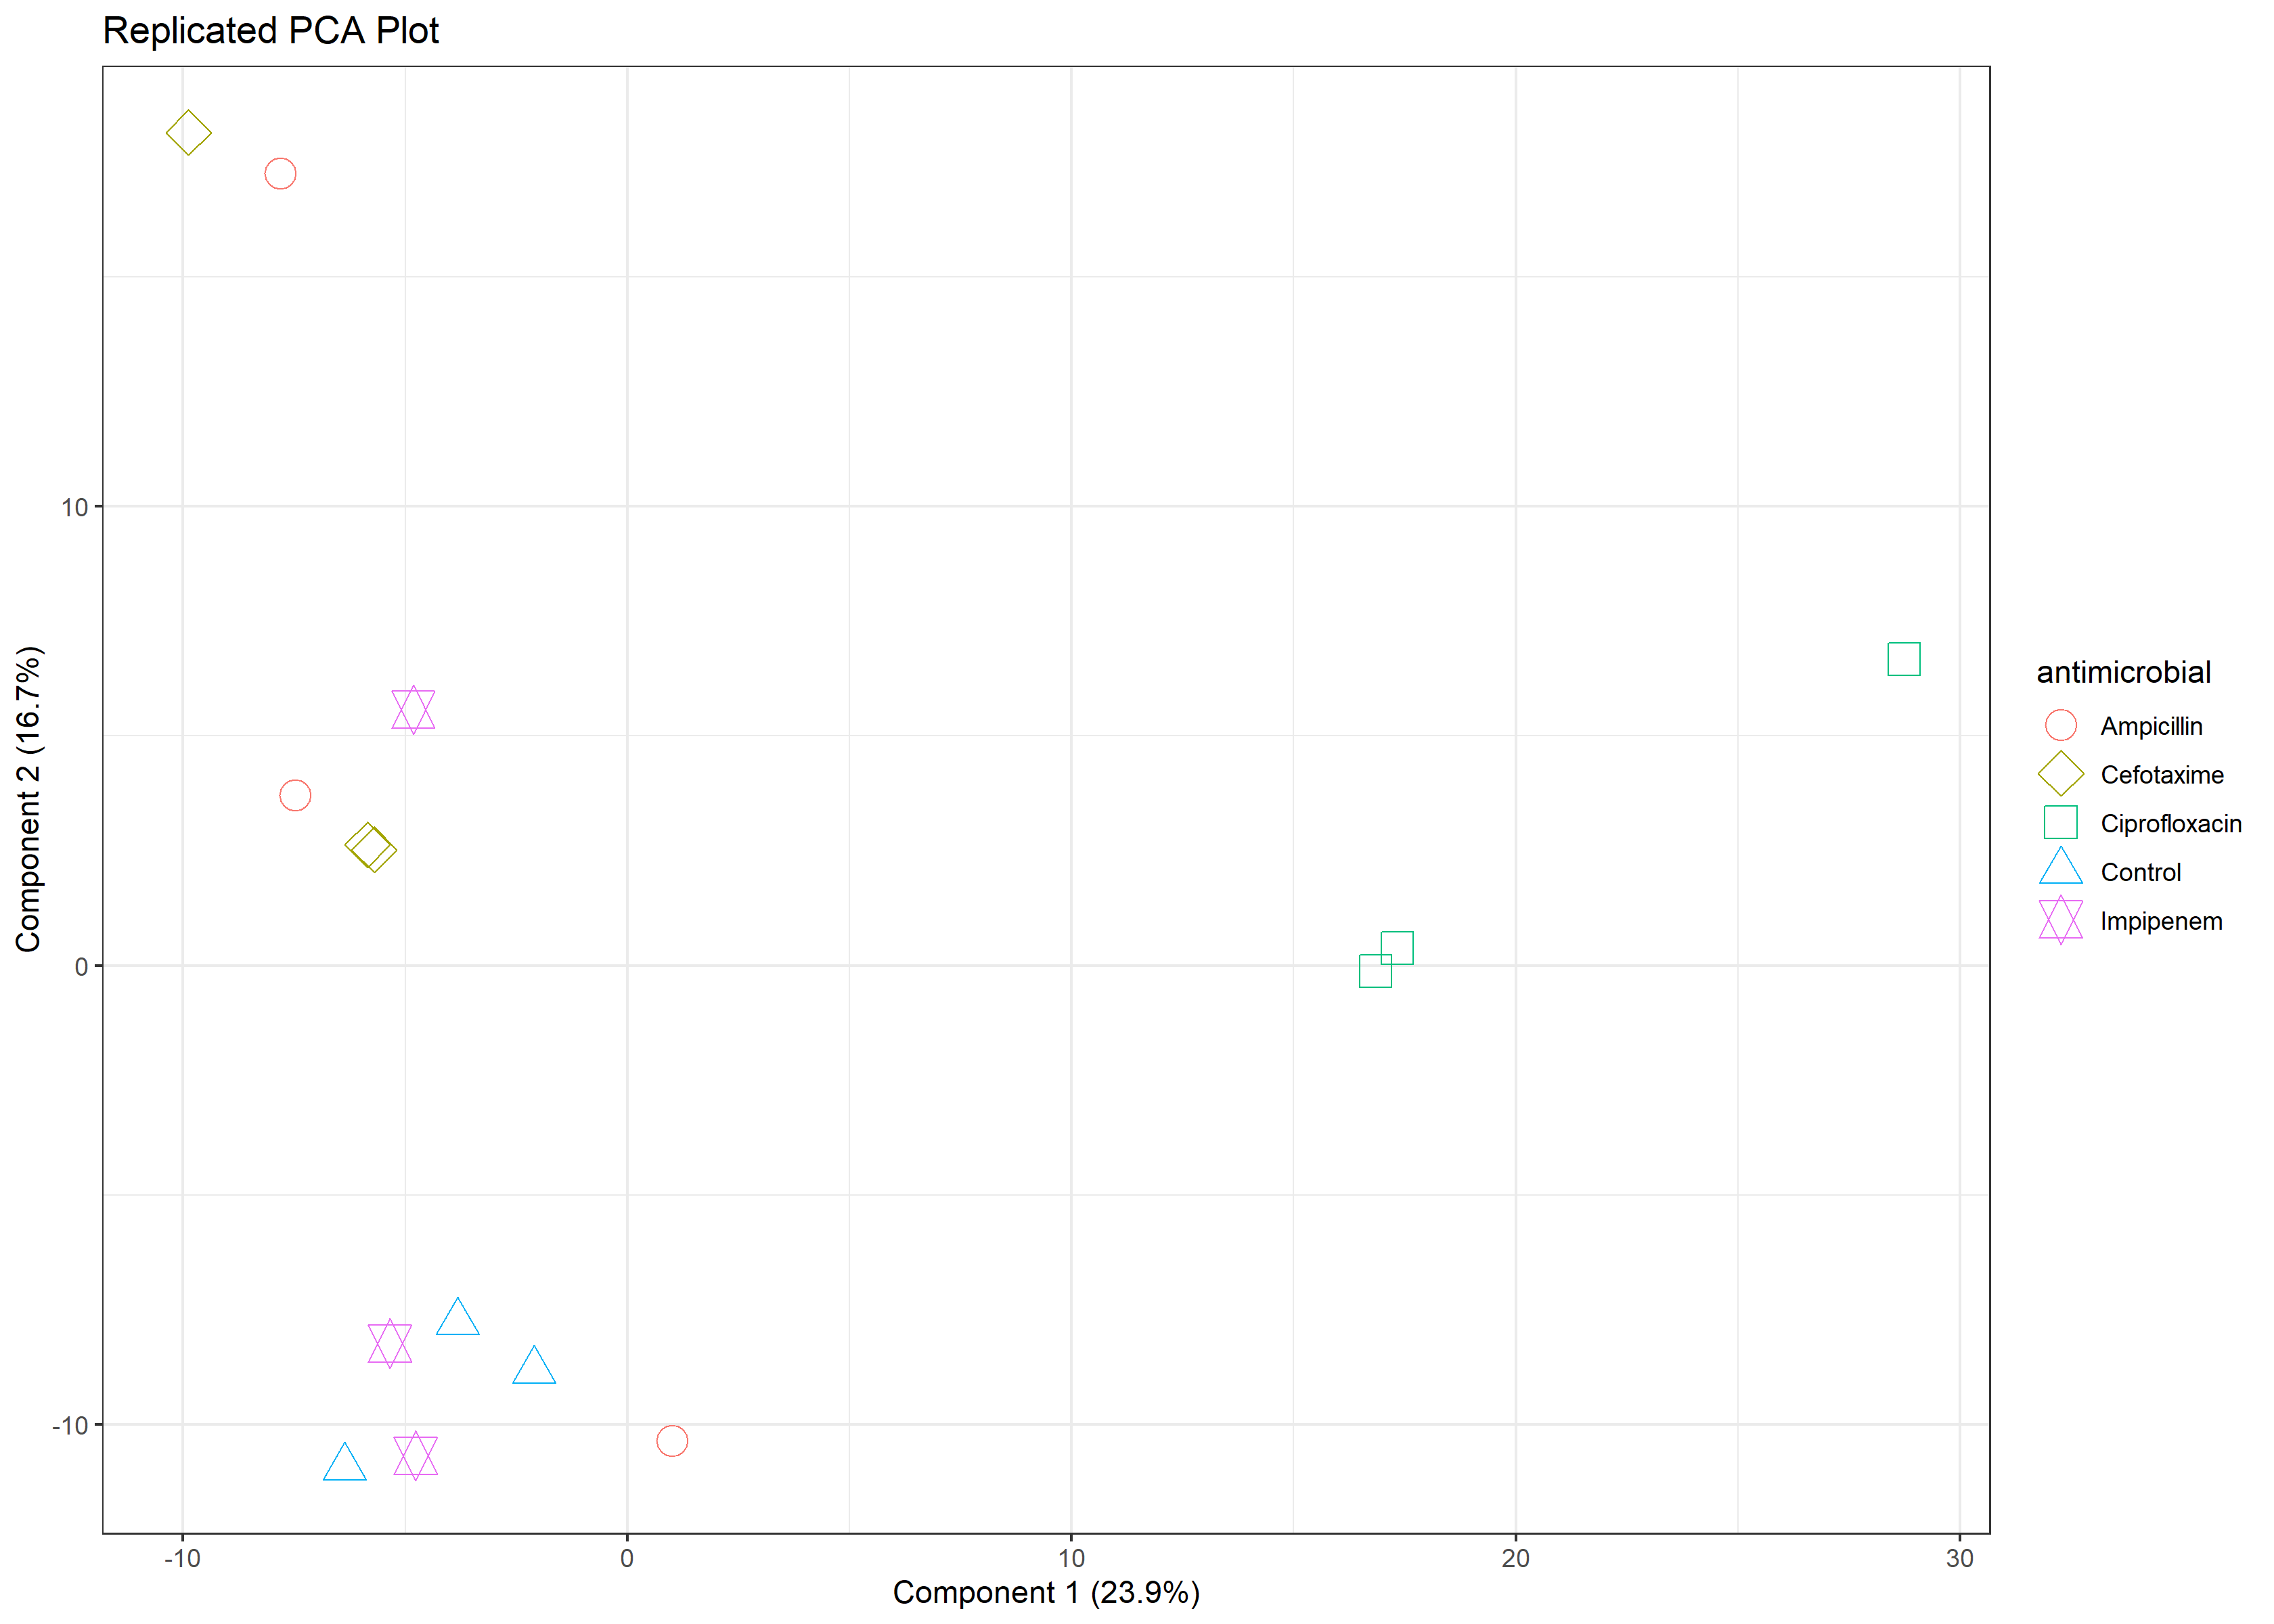 Replicated PCA Plot
Component 2 (16.7%)
10
0
-10
-10
0
10
20
30
Component 1 (23.9%)
antimicrobial
Ampicillin
Cefotaxime
Ciprofloxacin
Control
Impipenem